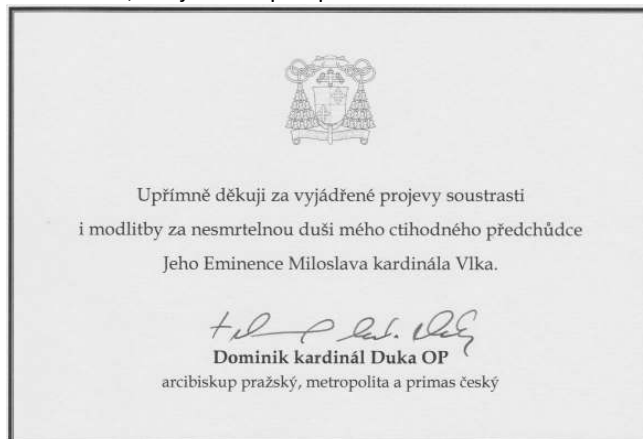 Upřímně děkuji za vyjádřené projevy soustrasti
i modlitby za nesmrtelnou duši mého ctihodného předchůdce
Jeho Eminence Miloslava kardinála Vlka.
Dominik kardinál Duka OP
arcibiskup pražský, metropolita a primas český